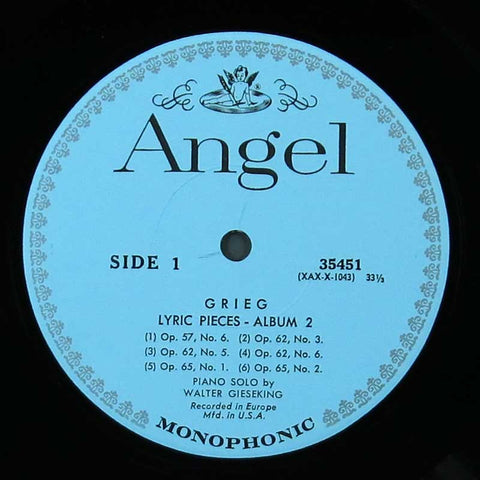 Angel
SIDE 1
35451
(XAX-X-1043) 33⅓
GRIEG
LYRIC PIECES - ALBUM 2
(1) Op. 57, No. 6. (2) Op. 62, No. 3.
(3) Op. 62, No. 5. (4) Op. 62, No. 6.
(5) Op. 65, No. 1. (6) Op. 65, No. 2.
PIANO SOLO by
WALTER GIESEKING
Recorded in Europe
Mfd. in U.S.A.
MONOPHONIC